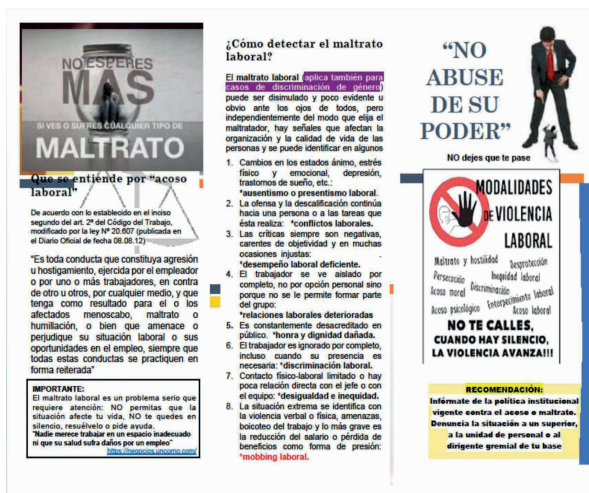 NO ESPERES
MAS
SI VES O SUFRES CUALQUIER TIPO DE
MALTRATO
Que se entiende por “acoso
laboral”
De acuerdo con lo establecido en el inciso
segundo del art. 2º del Código del Trabajo,
modificado por la ley Nº 20.607 (publicada en
el Diario Oficial de fecha 08.08.12)
“Es toda conducta que constituya agresión
u hostigamiento, ejercida por el empleador
o por uno o más trabajadores, en contra
de otro u otros, por cualquier medio, y que
tenga como resultado para el o los
afectados menoscabo, maltrato o
humillación, o bien que amenace o
perjudique su situación laboral o sus
oportunidades en el empleo, siempre que
todas estas conductas se practiquen en
forma reiterada”
IMPORTANTE:
El maltrato laboral es un problema serio que
requiere atención: NO permitas que la
situación afecte tu vida, NO te quedes en
silencio, resuélvelo o pide ayuda.
“Nadie merece trabajar en un espacio inadecuado
ni que su salud sufra daños por un empleo”
¿Cómo detectar el maltrato
laboral?
El maltrato laboral (aplica también para
casos de discriminación de género)
puede ser disimulado y poco evidente u
obvio ante los ojos de todos, pero
independientemente del modo que elija el
maltratador, hay señales que afectan la
organización y la calidad de vida de las
personas y se puede identificar en algunos
1. Cambios en los estados ánimo, estrés
físico y emocional, depresión,
trastornos de sueño, etc.:
*ausentismo o presentismo laboral.
2. La ofensa y la descalificación continúa
hacia una persona o a las tareas que
ésta realiza: *conflictos laborales.
3. Las críticas siempre son negativas,
carentes de objetividad y en muchas
ocasiones injustas:
*desempeño laboral deficiente.
4. El trabajador se ve aislado por
completo, no por opción personal sino
porque no se le permite formar parte
del grupo:
*relaciones laborales deterioradas
5. Es constantemente desacreditado en
público. *honra y dignidad dañada.
6. El trabajador es ignorado por completo,
incluso cuando su presencia es
necesaria: *discriminación laboral.
7. Contacto físico-laboral limitado o hay
poca relación directa con el jefe o con
el equipo: *desigualdad e inequidad.
8. La situación extrema se identifica con
la violencia verbal o física, amenazas,
boicoteo del trabajo y lo más grave es
la reducción del salario o pérdida de
beneficios como forma de presión:
*mobbing laboral.
“NO
ABUSE
DE SU
PODER”
NO dejes que te pase
MODALIDADES
DE VIOLENCIA
LABORAL
Maltrato y hostilidad
Desprotección
Persecución
Inequidad laboral
Acoso moral
Discriminación
Acoso psicológico
Entorpecimiento laboral
Acoso laboral
NO TE CALLES,
CUANDO HAY SILENCIO,
LA VIOLENCIA AVANZA!!!
RECOMENDACIÓN:
Infórmate de la política institucional
vigente contra el acoso o maltrato.
Denuncia la situación a un superior,
a la unidad de personal o al
dirigente gremial de tu base